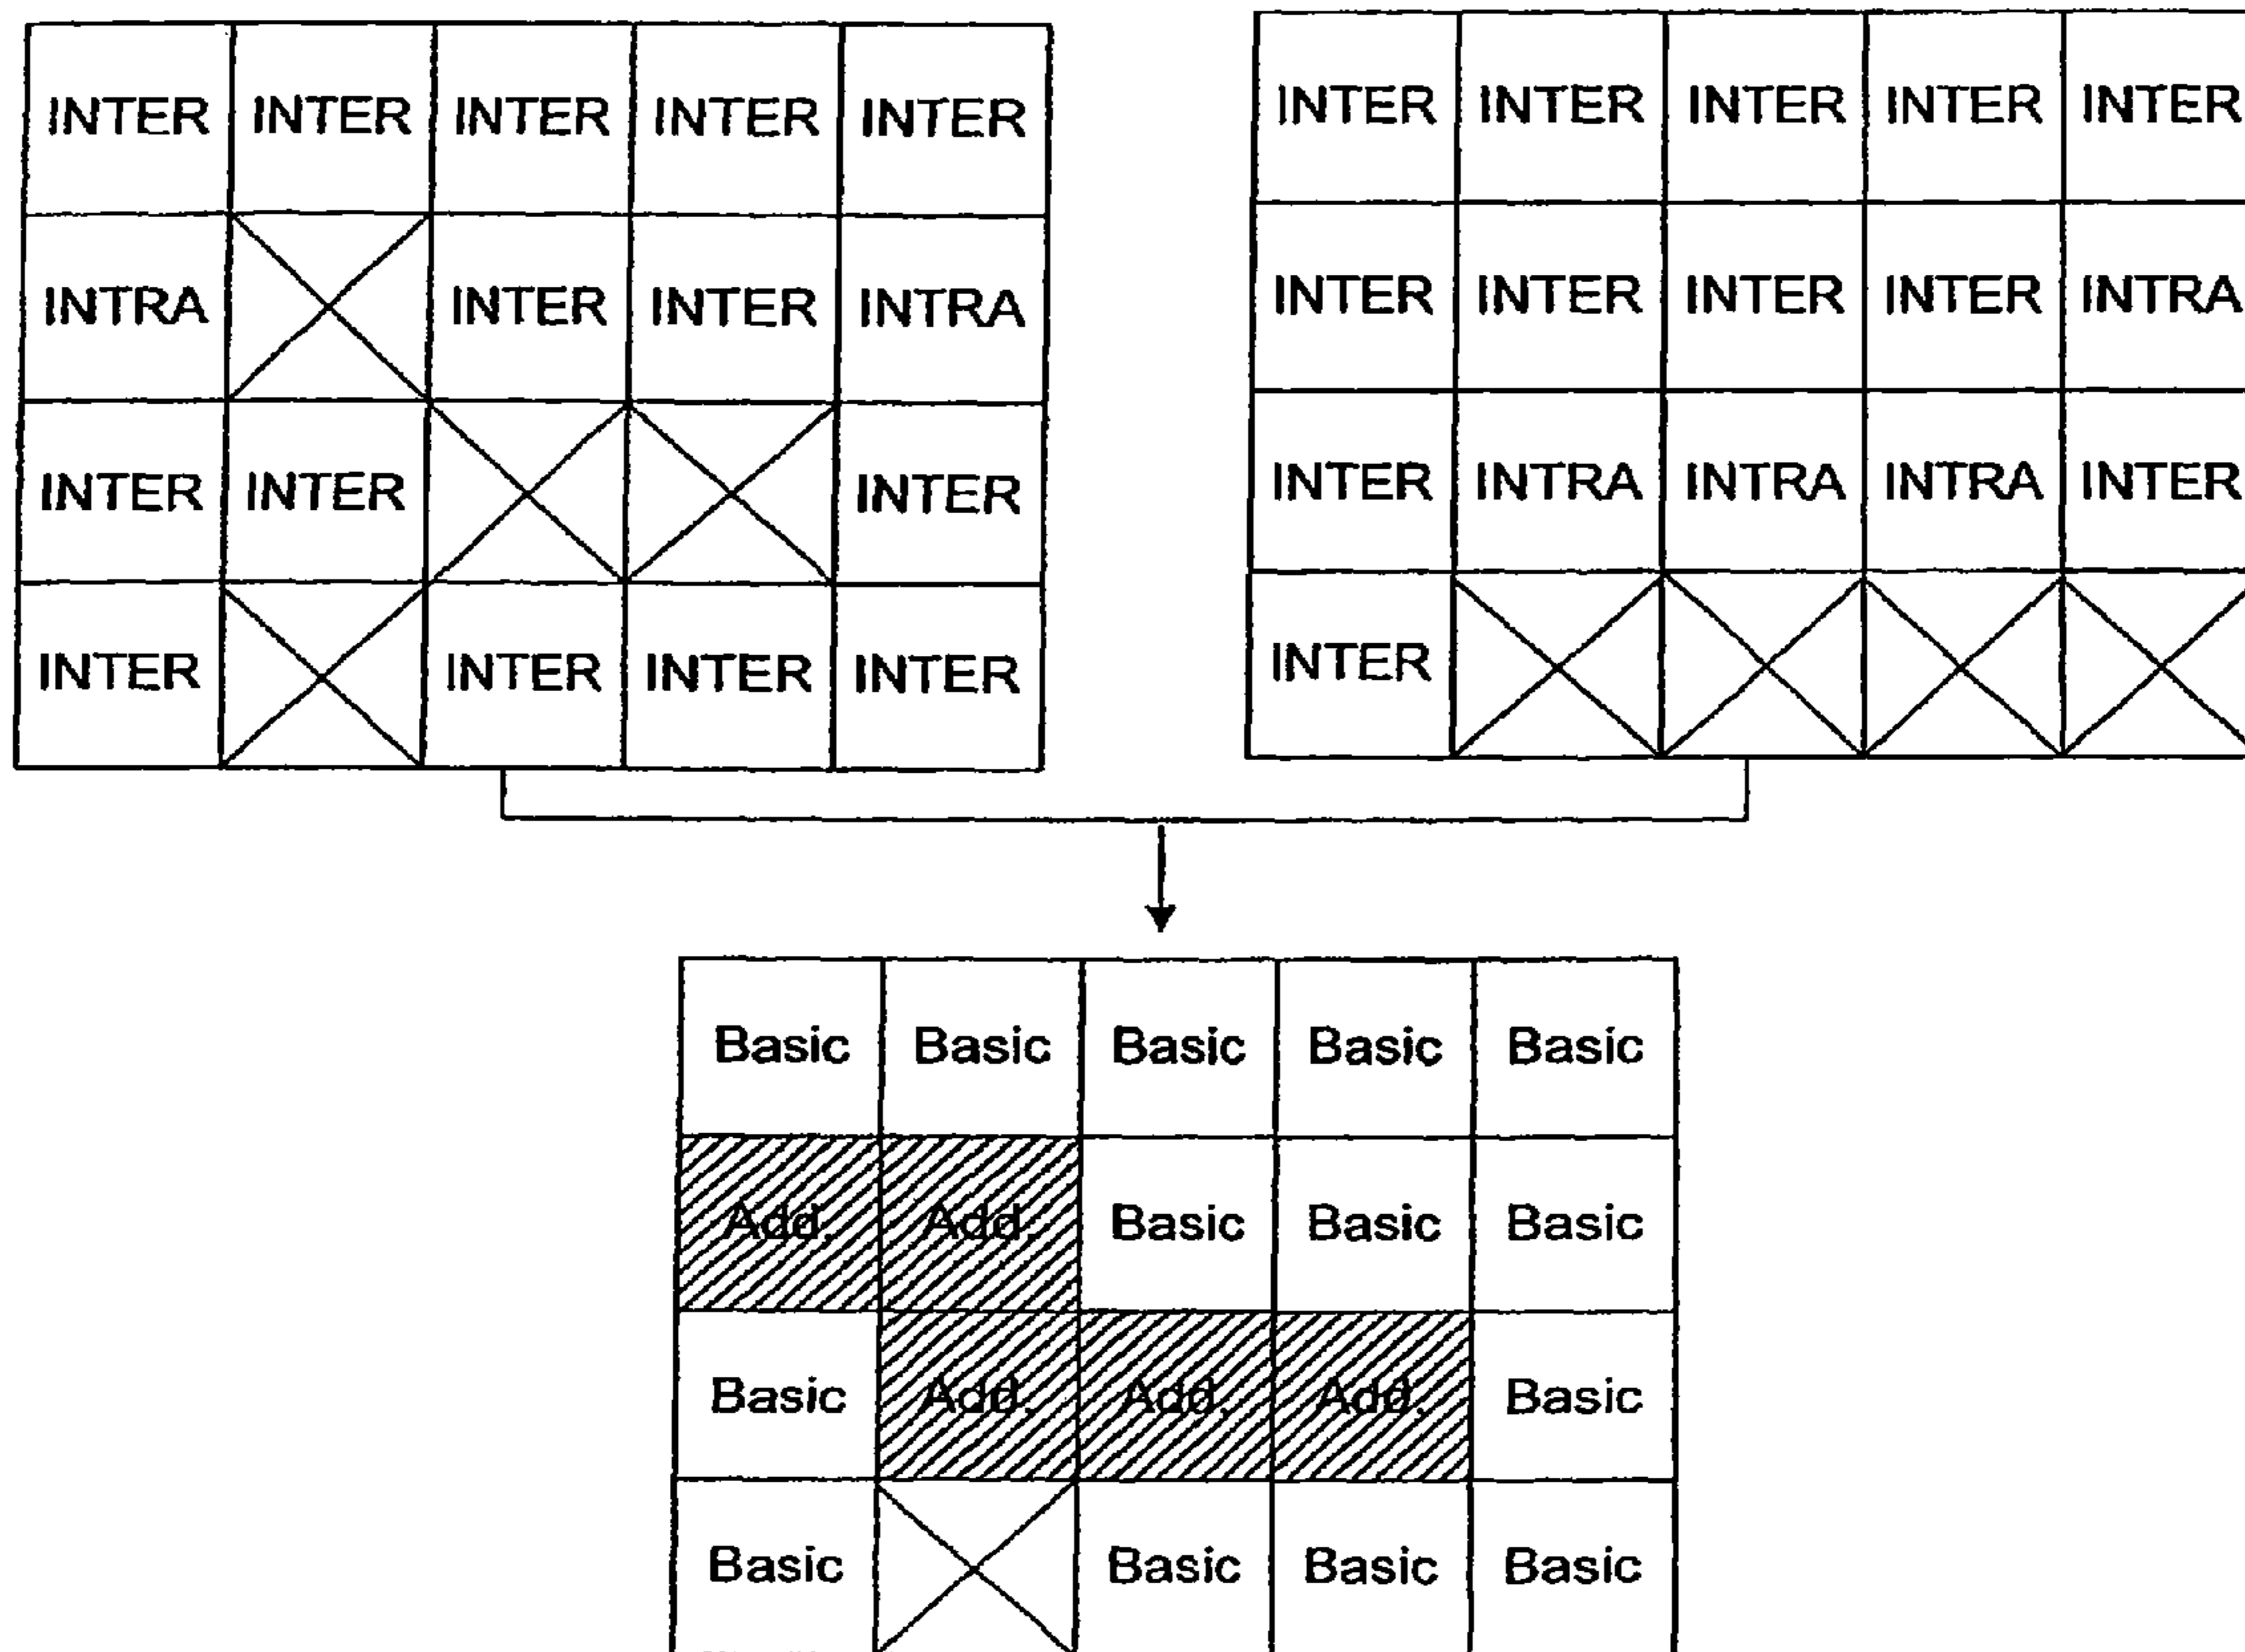 INTER INTER INTER INTER INTER
INTRA INTER INTER INTRA
INTER INTER INTER
INTER INTER INTER INTER
INTER INTER INTER INTER INTER
INTER INTER INTER INTER INTRA
INTER INTRA INTRA INTRA INTER
INTER
Basic Basic Basic Basic Basic
Add. Add. Basic Basic Basic
Basic Add. Add. Add. Basic
Basic Basic Basic Basic